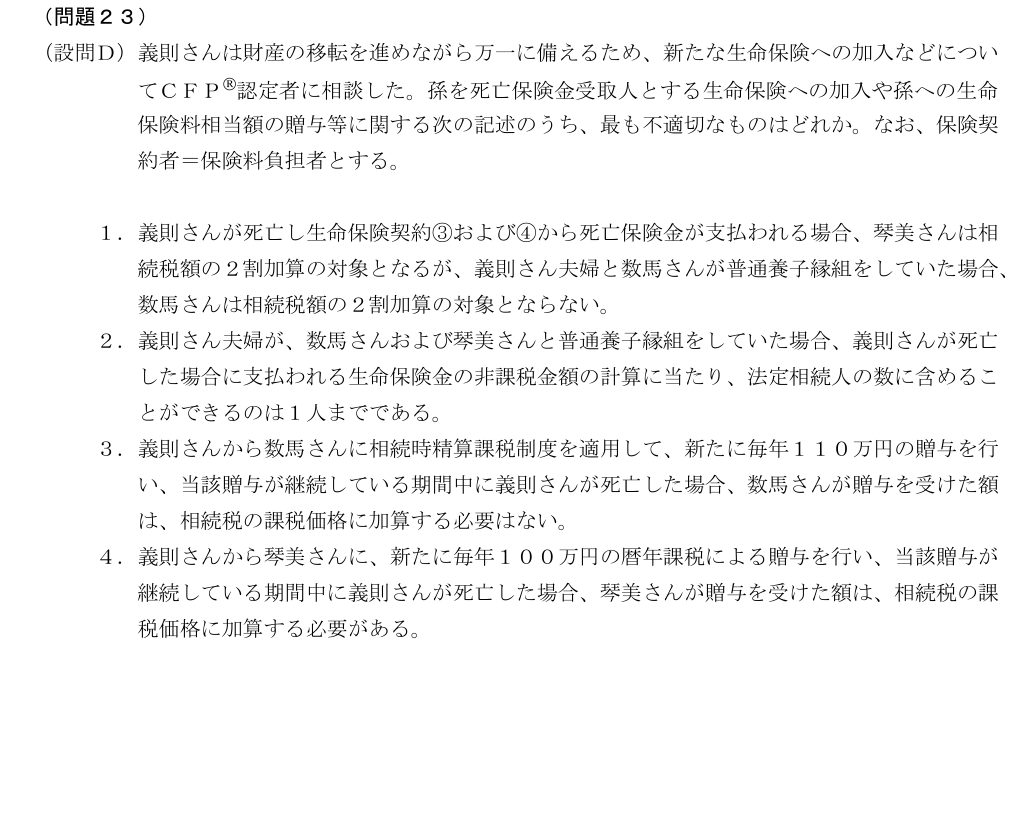 （問題２３）
（設問Ｄ）義則さんは財産の移転を進めながら万一に備えるため、新たな生命保険への加入などについ
てＣＦＰ®認定者に相談した。孫を死亡保険金受取人とする生命保険への加入や孫への生命
保険料相当額の贈与等に関する次の記述のうち、最も不適切なものはどれか。なお、保険契
約者＝保険料負担者とする。
１．義則さんが死亡し生命保険契約③および④から死亡保険金が支払われる場合、琴美さんは相
続税額の２割加算の対象となるが、義則さん夫婦と数馬さんが普通養子縁組をしていた場合、
数馬さんは相続税額の２割加算の対象とならない。
２．義則さん夫婦が、数馬さんおよび琴美さんと普通養子縁組をしていた場合、義則さんが死亡
した場合に支払われる生命保険金の非課税金額の計算に当たり、法定相続人の数に含めるこ
とができるのは１人までである。
３．義則さんから数馬さんに相続時精算課税制度を適用して、新たに毎年１１０万円の贈与を行
い、当該贈与が継続している期間中に義則さんが死亡した場合、数馬さんが贈与を受けた額
は、相続税の課税価格に加算する必要はない。
４．義則さんから琴美さんに、新たに毎年１００万円の暦年課税による贈与を行い、当該贈与が
継続している期間中に義則さんが死亡した場合、琴美さんが贈与を受けた額は、相続税の課
税価格に加算する必要がある。